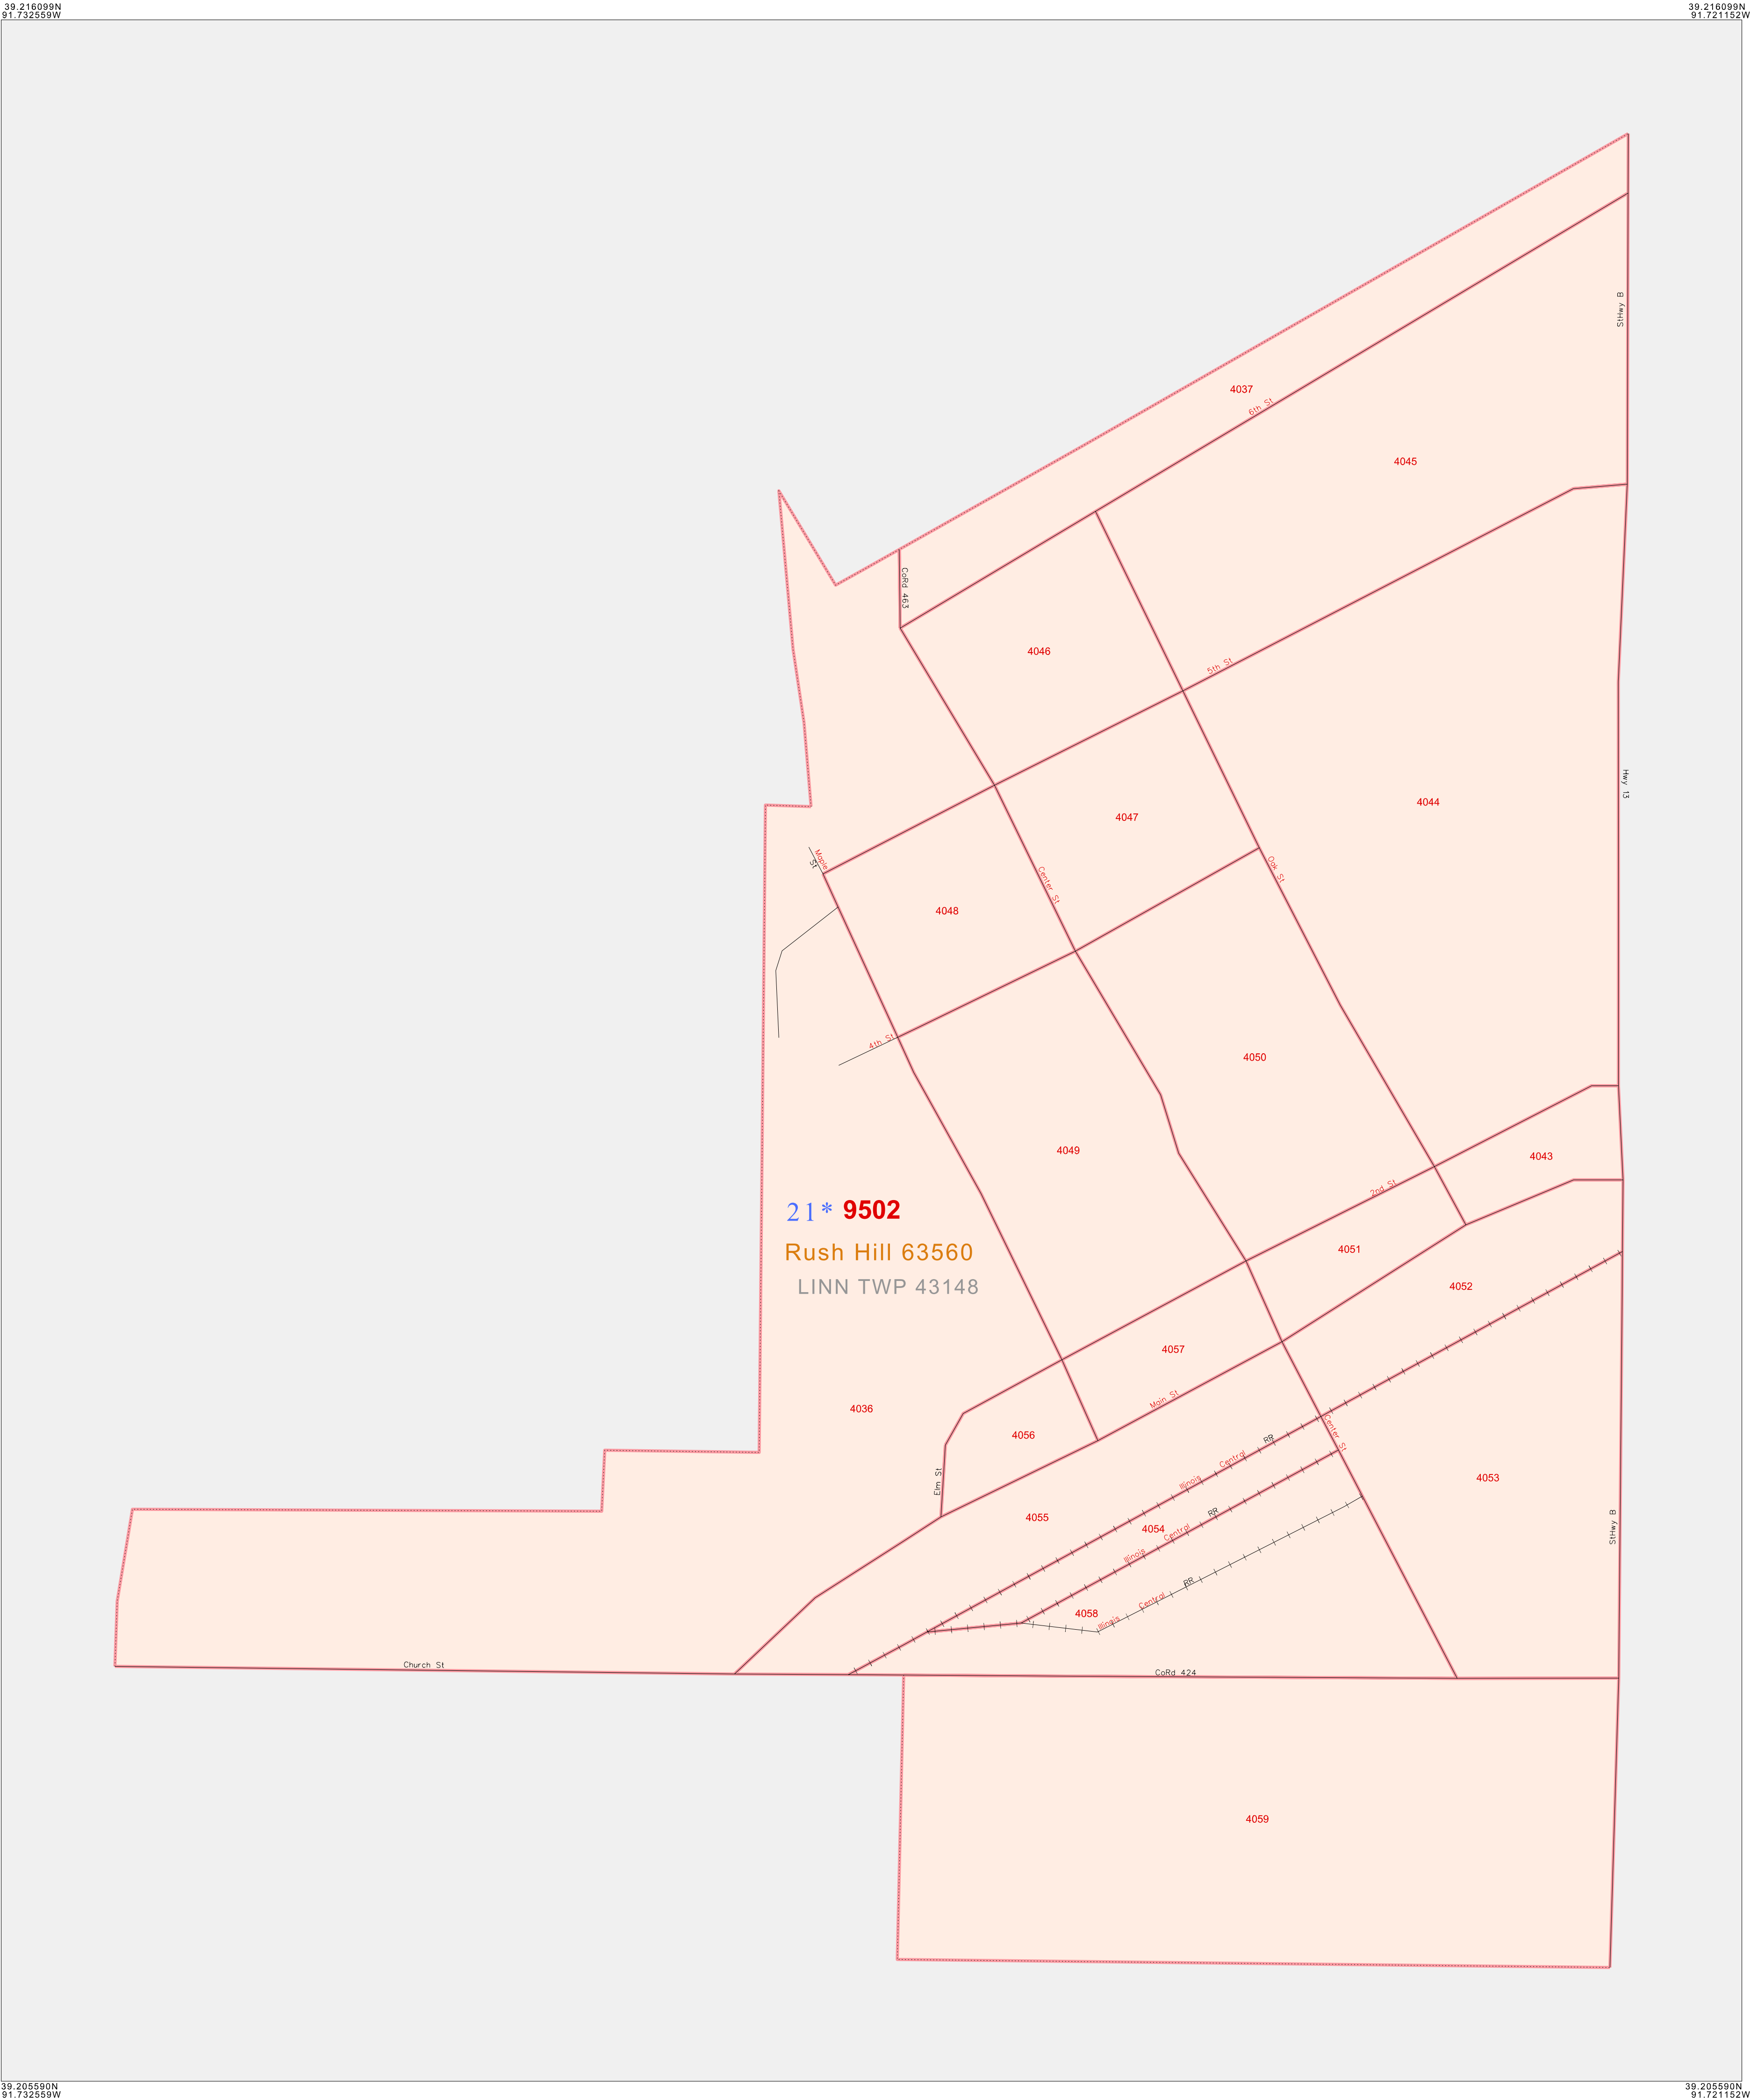 39.216099N
91.732559W
39.216099N
91.721152W
StHwy B
4037
6th St
4045
CoRd 463
4046
5th St
Hwy 13
4044
4047
Maple
St
Oak St
Center St
4048
4th St
4050
4049
4043
2nd St
21* 9502
Rush Hill 63560
LINN TWP 43148
4051
4052
4057
Main St
4036
4056
Center St
Illinois Central RR
4053
Elm St
4055
4054
Illinois Central RR
StHwy B
Illinois Central RR
4058
Church St
CoRd 424
4059
39.205590N
91.732559W
39.205590N
91.721152W